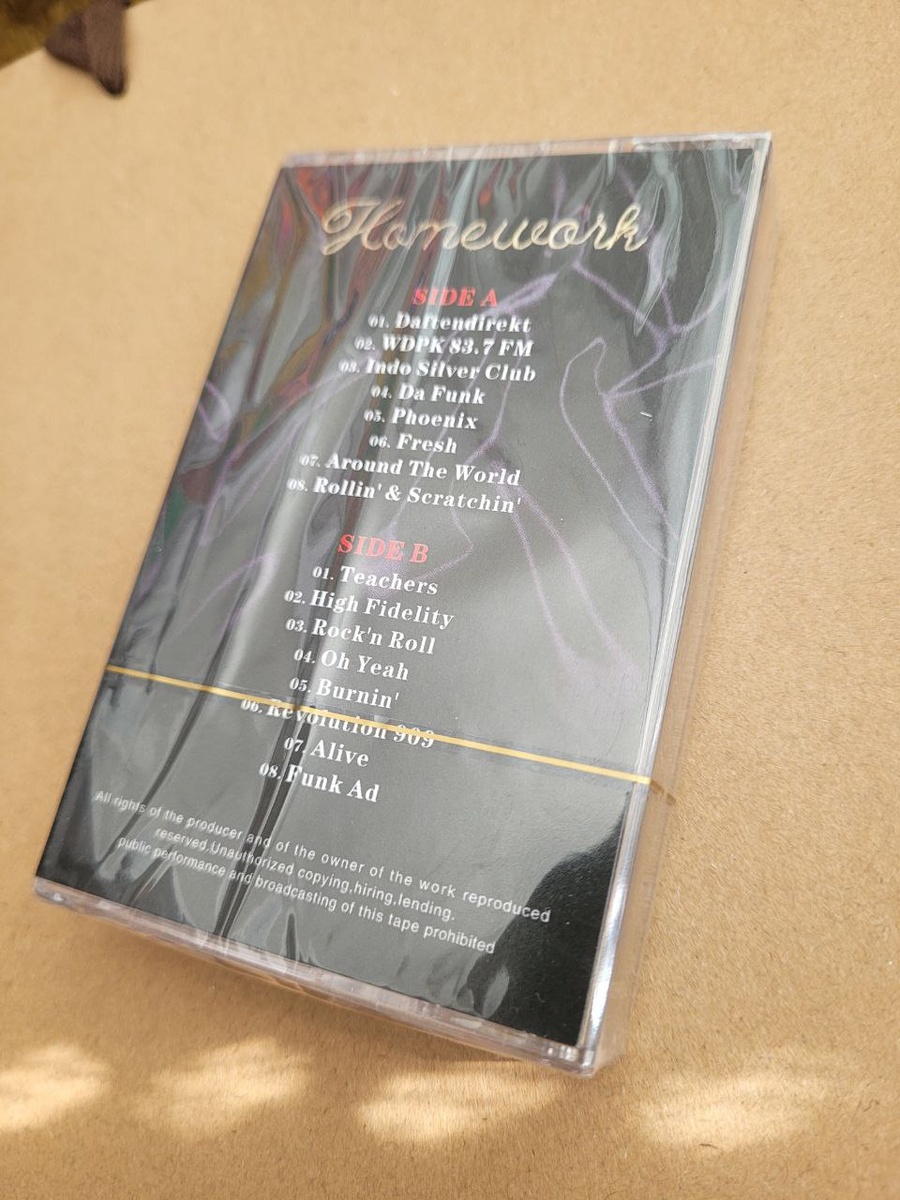 Homework
SIDE A
01. Daftendirekt
02. WDPK 83.7 FM
03. Indo Silver Club
04. Da Funk
05. Phoenix
06. Fresh
07. Around The World
08. Rollin' & Scratchin'
SIDE B
01. Teachers
02. High Fidelity
03. Rock'n Roll
04. Oh Yeah
05. Burnin'
06. Revolution 909
07. Alive
08. Funk Ad
All rights of the producer and of the owner of the work reproduced
reserved.Unauthorized copying,hiring,lending.
public performance and broadcasting of this tape prohibited